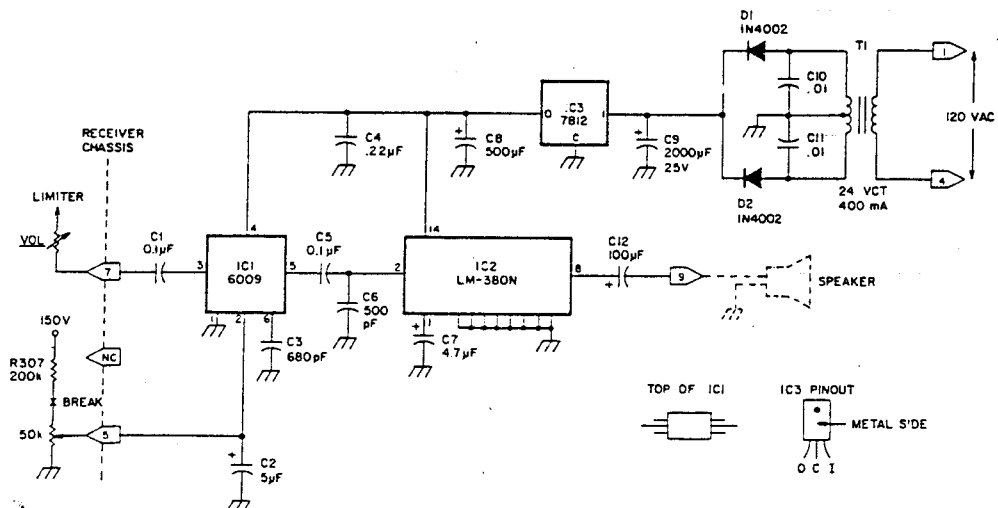 D1
1N4002
T1
C10
.01
1
C11
.01
120 VAC
4
D2
1N4002
24 VCT
400 mA
.C3
7812
O
I
C
+
C9
2000µF
25V
+
C8
500µF
C4
.22µF
RECEIVER
CHASSIS
LIMITER
VOL
7
C1
0.1µF
4
3
IC1
6009
5
1
2
6
C5
0.1µF
C6
500
pF
14
2
IC2
LM-380N
8
1
C12
100µF
+
9
SPEAKER
150V
R307
200k
X BREAK
50k
NC
5
C3
680pF
+
C7
4.7µF
+
C2
5µF
TOP OF IC1
IC3 PINOUT
METAL S'DE
O C I